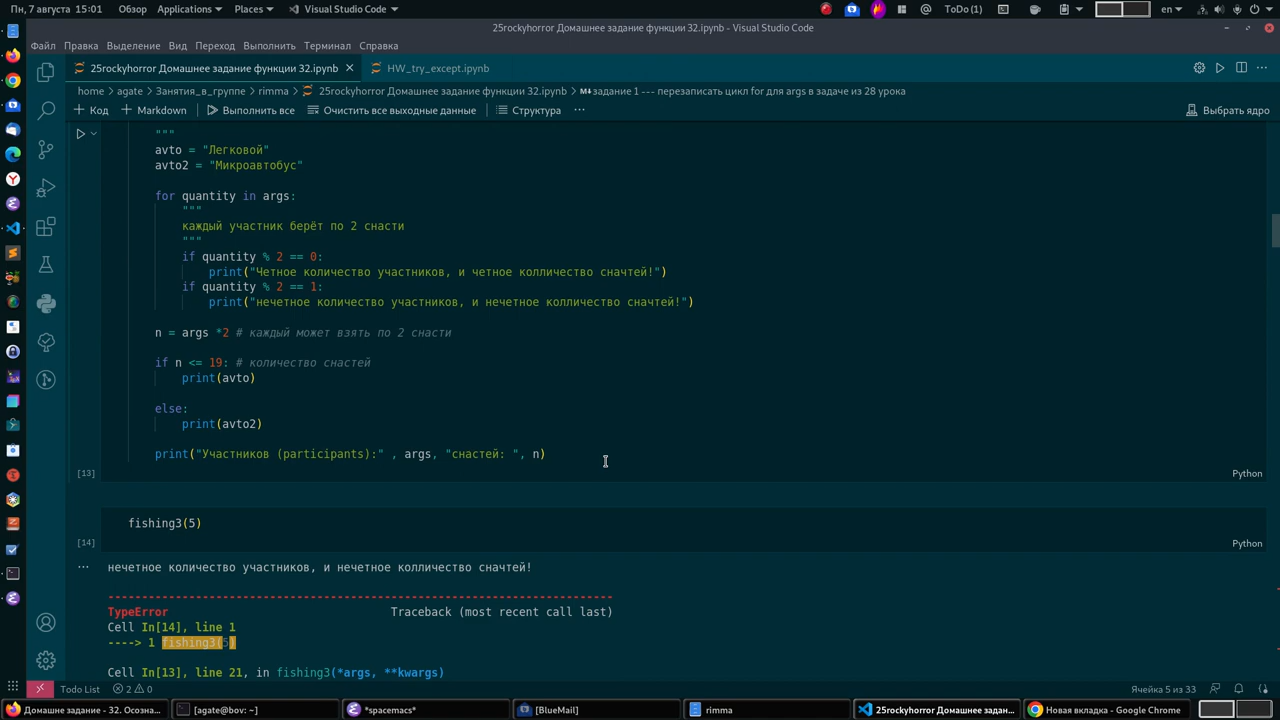 Пн, 7 августа 15:01 Обзор Applications Places Visual Studio Code ToDo (1) en
25rockyhorror Домашнее задание функции 32.ipynb - Visual Studio Code
Файл Правка Выделение Вид Переход Выполнить Терминал Справка
25rockyhorror Домашнее задание функции 32.ipynb HW_try_except.ipynb
home > agate > Занятия_в_группе > rimma > 25rockyhorror Домашнее задание функции 32.ipynb > задание 1 --- перезаписать цикл for для args в задаче из 28 урока
+ Код + Markdown Выполнить все Очистить все выходные данные Структура ... Выбрать ядро
"""
avto = "Легковой"
avto2 = "Микроавтобус"
for quantity in args:
"""
каждый участник берёт по 2 снасти
"""
if quantity % 2 == 0:
print("Четное количество участников, и четное колличество сначтей!")
if quantity % 2 == 1:
print("нечетное количество участников, и нечетное колличество сначтей!")
n = args *2 # каждый может взять по 2 снасти
if n <= 19: # количество снастей
print(avto)
else:
print(avto2)
print("Участников (participants):" , args, "снастей: ", n)
[13] Python
fishing3(5)
[14] Python
... нечетное количество участников, и нечетное колличество сначтей!
---------------------------------------------------------------------------
TypeError Traceback (most recent call last)
Cell In[14], line 1
----> 1 fishing3(5)
Cell In[13], line 21, in fishing3(*args, **kwargs)
Todo List 2 0 Ячейка 5 из 33
Домашне задание - 32. Осозна... [agate@bov: ~] *spacemacs* [BlueMail] rimma 25rockyhorror Домашнее задан... Новая вкладка - Google Chrome